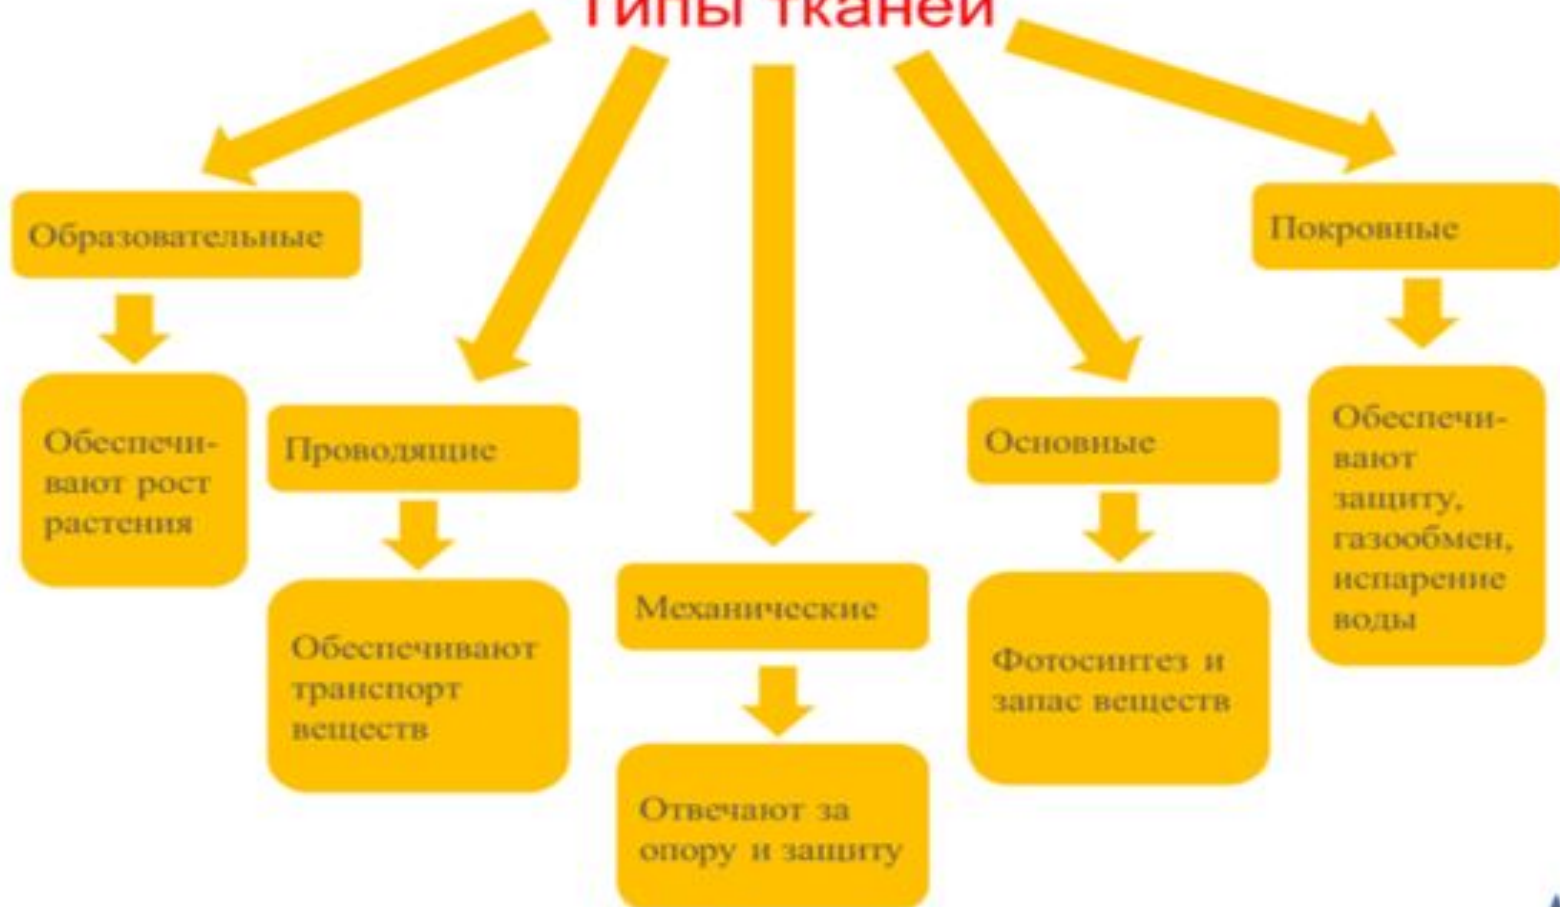 Типы тканей
Образовательные
Обеспечи-
вают рост
растения
Проводящие
Обеспечивают
транспорт
веществ
Механические
Отвечают за
опору и защиту
Основные
Фотосинтез и
запас веществ
Покровные
Обеспечи-
вают
защиту,
газообмен,
испарение
воды